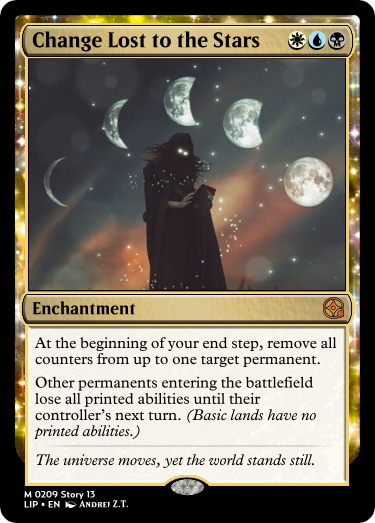 Change Lost to the Stars
Enchantment
At the beginning of your end step, remove all
counters from up to one target permanent.
Other permanents entering the battlefield
lose all printed abilities until their
controller's next turn. (Basic lands have no
printed abilities.)
The universe moves, yet the world stands still.
M 0209 Story 13
LIP • EN Andrei Z.T.